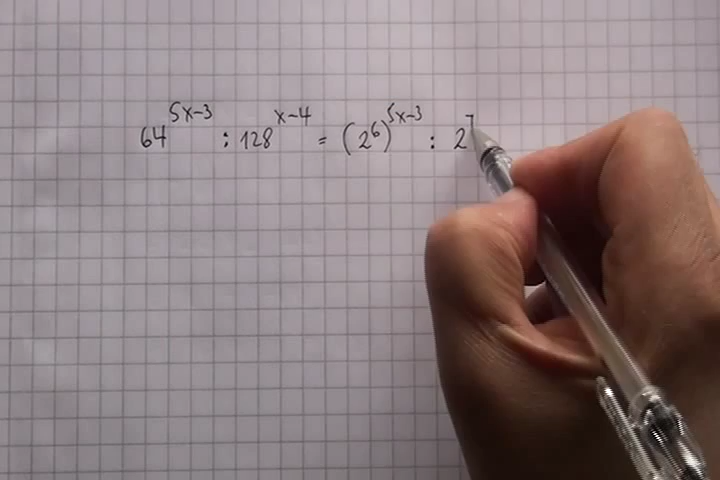 64^(5x-3) : 128^(x-4) = (2^6)^(5x-3) : 2^7